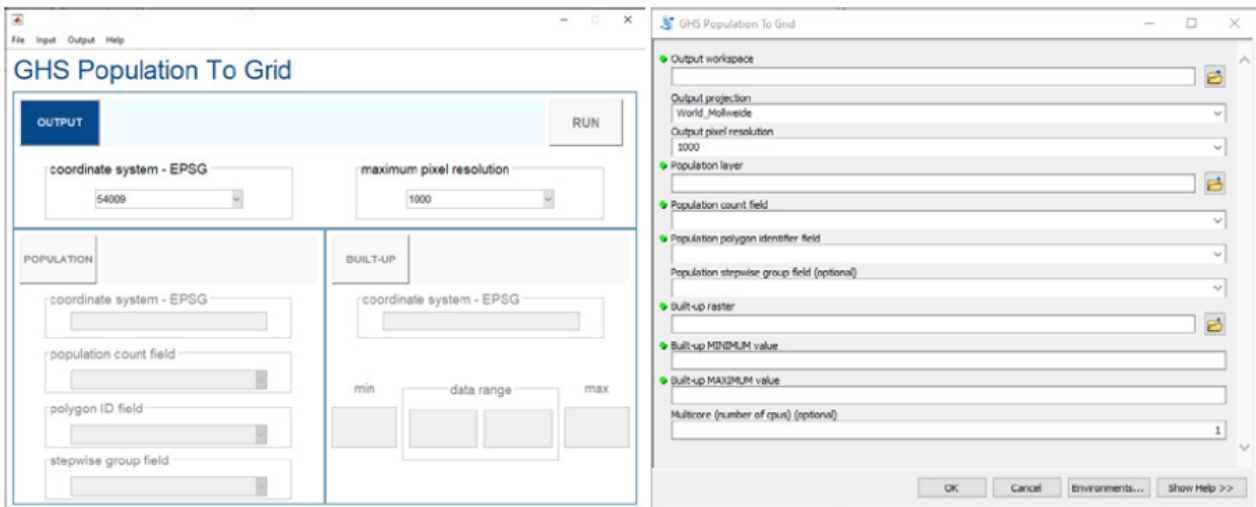 File Input Output Help
GHS Population To Grid
OUTPUT
RUN
coordinate system - EPSG
54009
maximum pixel resolution
1000
POPULATION
coordinate system - EPSG
population count field
polygon ID field
stepwise group field
BUILT-UP
coordinate system - EPSG
min
data range
max
GHS Population To Grid
Output workspace
Output projection
World_Mollweide
Output pixel resolution
1000
Population layer
Population count field
Population polygon identifier field
Population stepwise group field (optional)
Built-up raster
Built-up MINIMUM value
Built-up MAXIMUM value
Multicore (number of cpus) (optional)
1
OK
Cancel
Environments...
Show Help >>